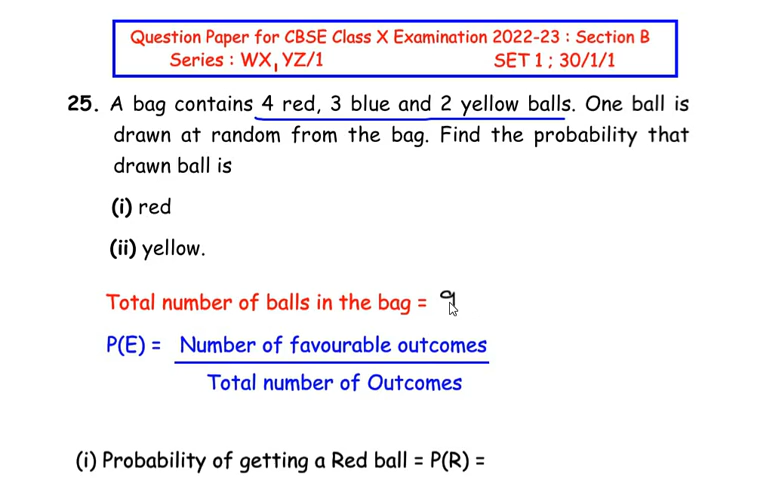 Question Paper for CBSE Class X Examination 2022-23 : Section B
Series : WX1YZ/1 SET 1 ; 30/1/1
25. A bag contains 4 red, 3 blue and 2 yellow balls. One ball is
drawn at random from the bag. Find the probability that
drawn ball is
(i) red
(ii) yellow.
Total number of balls in the bag = 9
P(E) = Number of favourable outcomes
Total number of Outcomes
(i) Probability of getting a Red ball = P(R) =